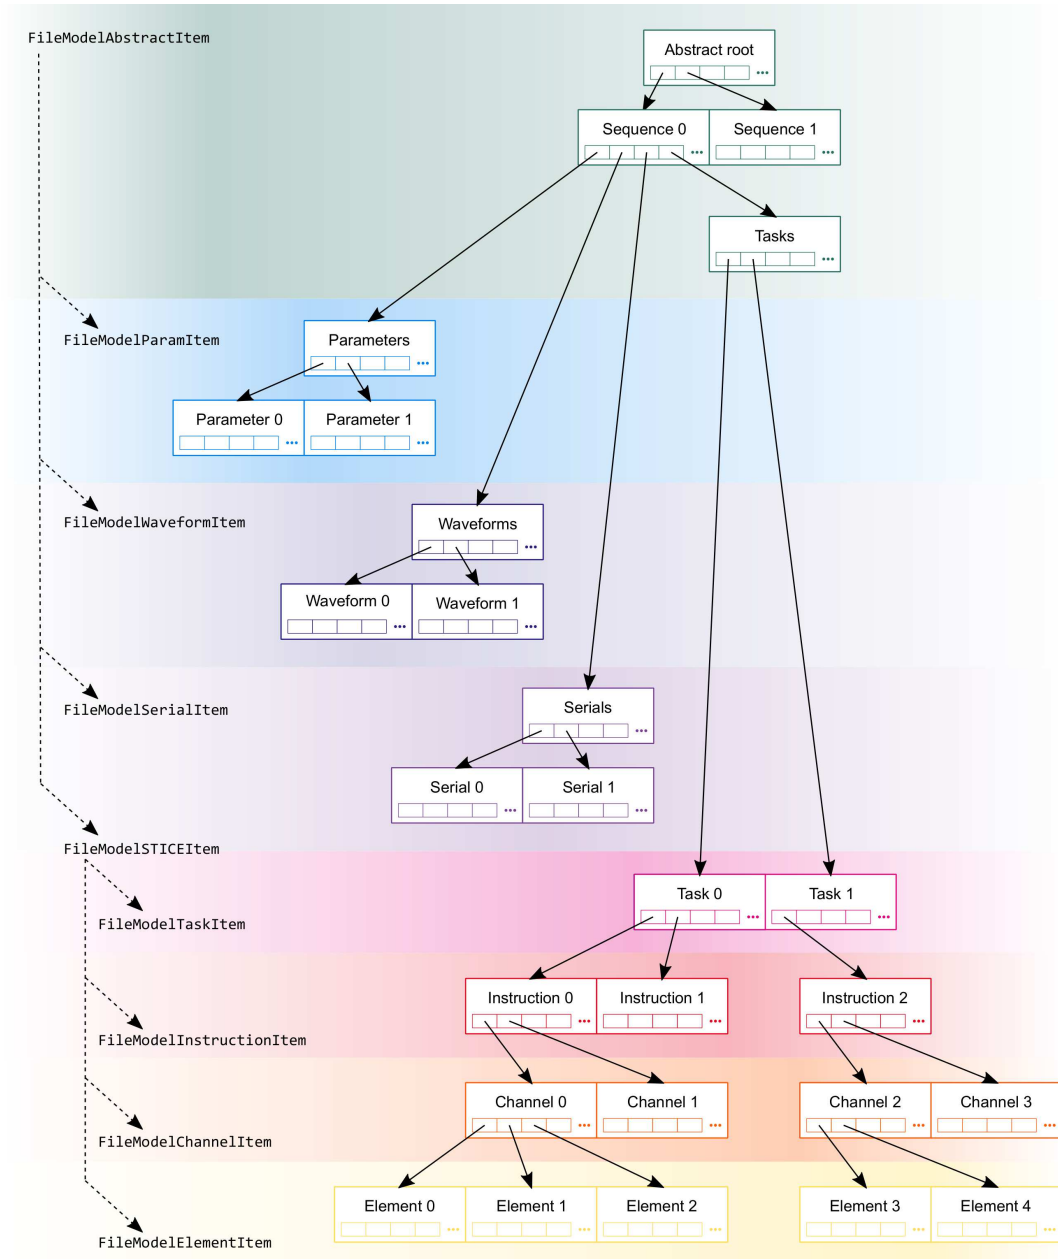 FileModelAbstractItem
Abstract root
Sequence 0
Sequence 1
Tasks
FileModelParamItem
Parameters
Parameter 0
Parameter 1
FileModelWaveformItem
Waveforms
Waveform 0
Waveform 1
FileModelSerialItem
Serials
Serial 0
Serial 1
FileModelSTICEItem
Task 0
Task 1
FileModelTaskItem
Instruction 0
Instruction 1
Instruction 2
FileModelInstructionItem
Channel 0
Channel 1
Channel 2
Channel 3
FileModelChannelItem
Element 0
Element 1
Element 2
Element 3
Element 4
FileModelElementItem